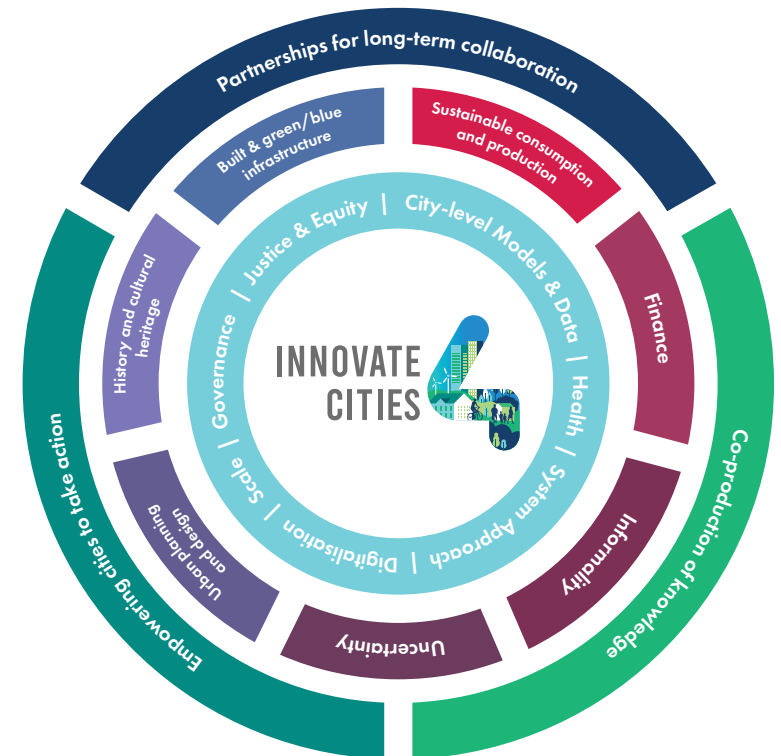 Partnerships for long-term collaboration
Built & green/blue
infrastructure
Sustainable consumption
and production
Justice & Equity | City-level Models & Data | Health | System Approach | Digitalisation | Scale | Governance |
History and cultural
heritage
Finance
INNOVATE
CITIES
4
Empowering cities to take action
Co-production of knowledge
Urban planning
and design
Informality
Uncertainty